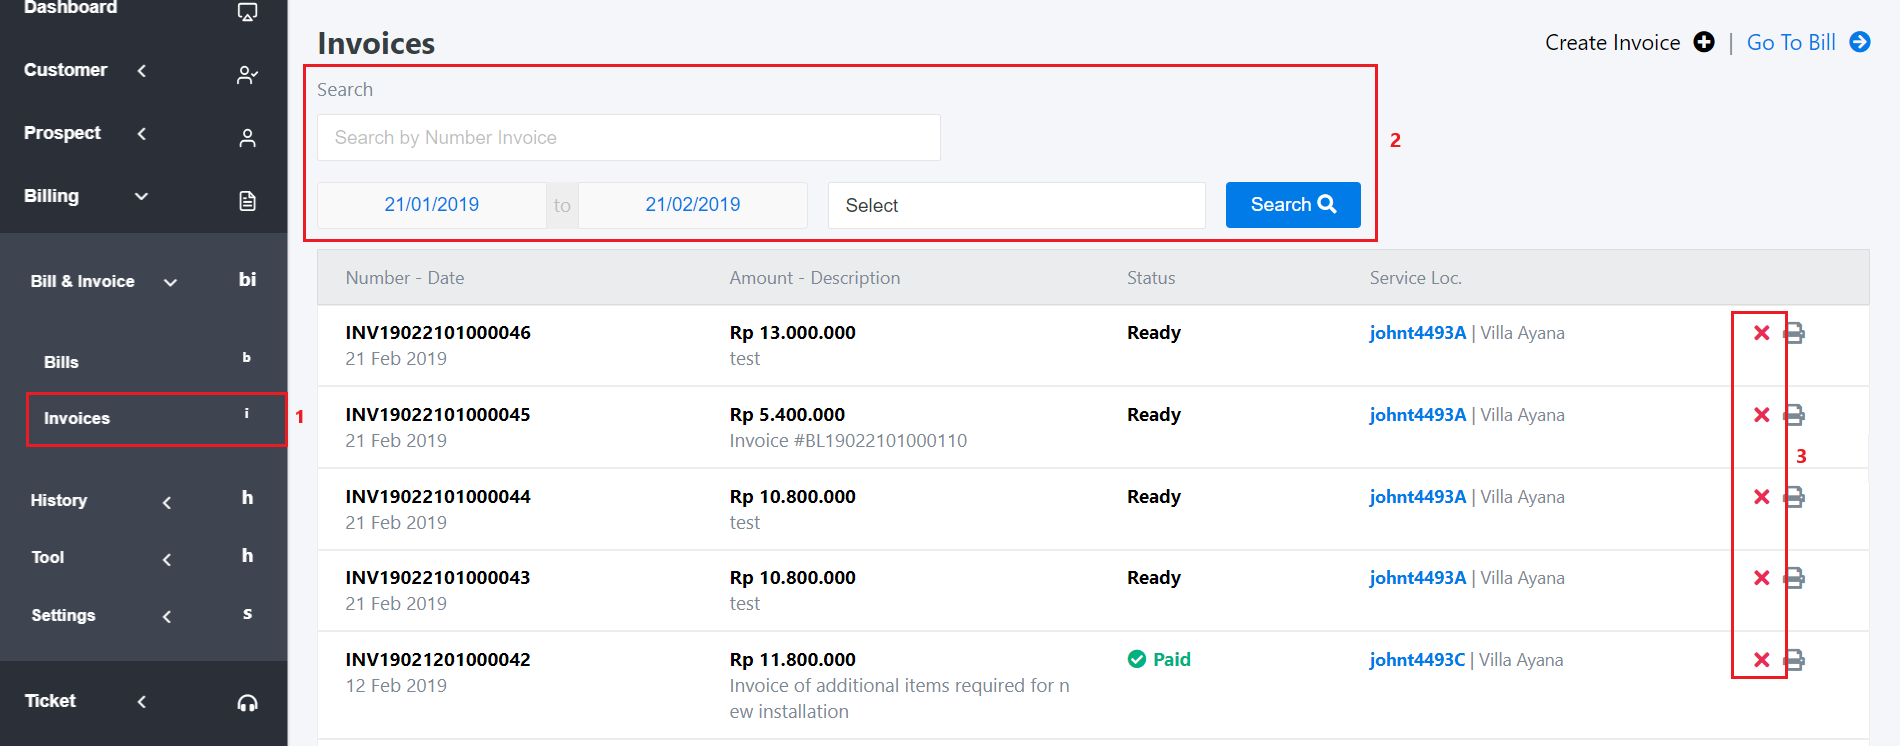 Dashboard
Customer
Prospect
Billing
Bill & Invoice bi
Bills b
Invoices i
1
History h
Tool h
Settings s
Ticket
Invoices
Create Invoice | Go To Bill
Search
Search by Number Invoice
2
21/01/2019 to 21/02/2019 Select Search
Number - Date Amount - Description Status Service Loc.
INV19022101000046 Rp 13.000.000 Ready johnt4493A | Villa Ayana
21 Feb 2019 test
INV19022101000045 Rp 5.400.000 Ready johnt4493A | Villa Ayana
21 Feb 2019 Invoice #BL19022101000110
3
INV19022101000044 Rp 10.800.000 Ready johnt4493A | Villa Ayana
21 Feb 2019 test
INV19022101000043 Rp 10.800.000 Ready johnt4493A | Villa Ayana
21 Feb 2019 test
INV19021201000042 Rp 11.800.000 Paid johnt4493C | Villa Ayana
12 Feb 2019 Invoice of additional items required for n
ew installation